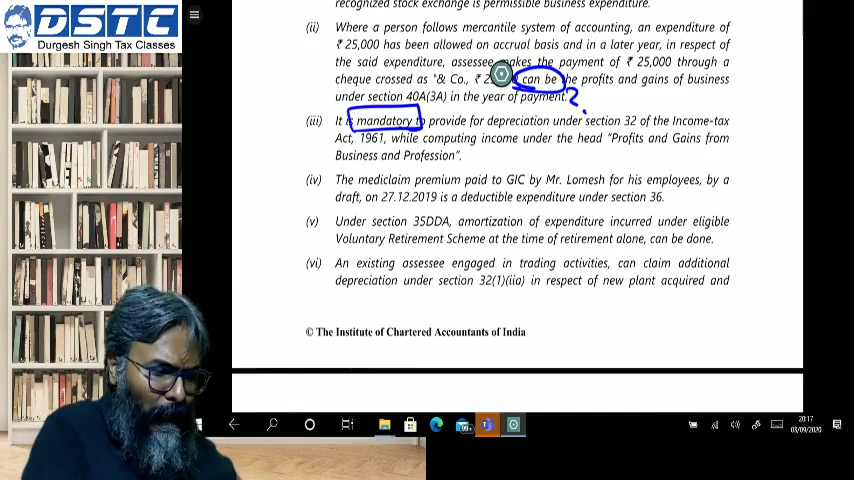 DSTC
Durgesh Singh Tax Classes
recognized stock exchange is permissible business expenditure.
(ii) Where a person follows mercantile system of accounting, an expenditure of
₹ 25,000 has been allowed on accrual basis and in a later year, in respect of
the said expenditure, assessee makes the payment of ₹ 25,000 through a
cheque crossed as "& Co., ₹ 2 can be the profits and gains of business
under section 40A(3A) in the year of payment. ?
(iii) It is mandatory to provide for depreciation under section 32 of the Income-tax
Act, 1961, while computing income under the head "Profits and Gains from
Business and Profession".
(iv) The mediclaim premium paid to GIC by Mr. Lomesh for his employees, by a
draft, on 27.12.2019 is a deductible expenditure under section 36.
(v) Under section 35DDA, amortization of expenditure incurred under eligible
Voluntary Retirement Scheme at the time of retirement alone, can be done.
(vi) An existing assessee engaged in trading activities, can claim additional
depreciation under section 32(1)(iia) in respect of new plant acquired and
© The Institute of Chartered Accountants of India
99+
20:17
03/09/2020